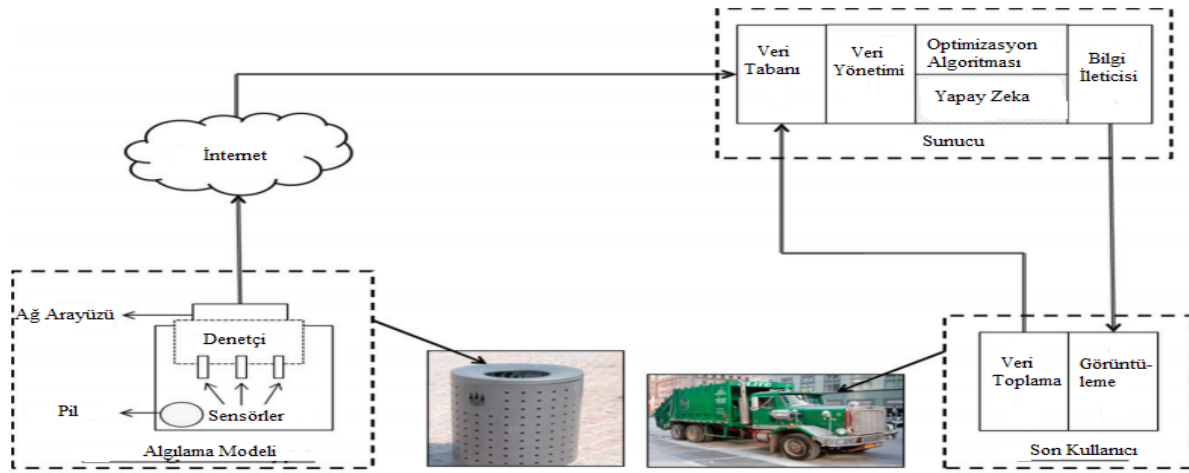 Veri
Tabanı
Veri
Yönetimi
Optimizasyon
Algoritması
Yapay Zeka
Bilgi
İleticisi
Sunucu
İnternet
Ağ Arayüzü
Denetçi
Sensörler
Pil
Algılama Modeli
Veri
Toplama
Görüntü-
leme
Son Kullanıcı